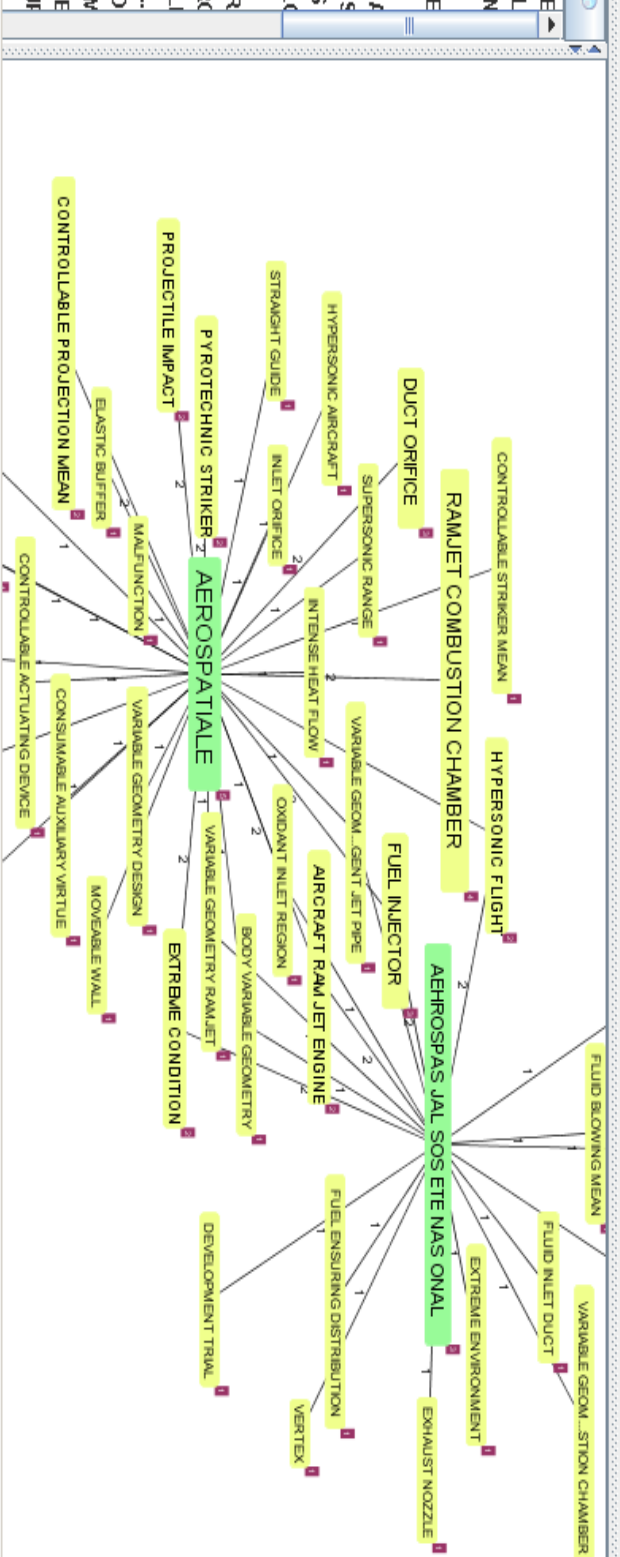 FLUID BLOWING MEAN
VARIABLE GEOM...STION CHAMBER
FLUID INLET DUCT
CONTROLLABLE STRIKER MEAN
HYPERSONIC FLIGHT
EXTREME ENVIRONMENT
RAMJET COMBUSTION CHAMBER
AEHROSPAS JAL SOS ETE NAS ONAL
EXHAUST NOZZLE
DUCT ORIFICE
FUEL INJECTOR
SUPERSONIC RANGE
VARIABLE GEOM...GENT JET PIPE
HYPERSONIC AIRCRAFT
INTENSE HEAT FLOW
AIRCRAFT RAM JET ENGINE
FUEL ENSURING DISTRIBUTION
VERTEX
STRAIGHT GUIDE
INLET ORIFICE
OXIDANT INLET REGION
BODY VARIABLE GEOMETRY
PYROTECHNIC STRIKER
AEROSPATIALE
VARIABLE GEOMETRY RAMJET
DEVELOPMENT TRIAL
PROJECTILE IMPACT
EXTREME CONDITION
MALFUNCTION
VARIABLE GEOMETRY DESIGN
ELASTIC BUFFER
MOVEABLE WALL
CONTROLLABLE PROJECTION MEAN
CONSUMABLE AUXILIARY VIRTUE
CONTROLLABLE ACTUATING DEVICE